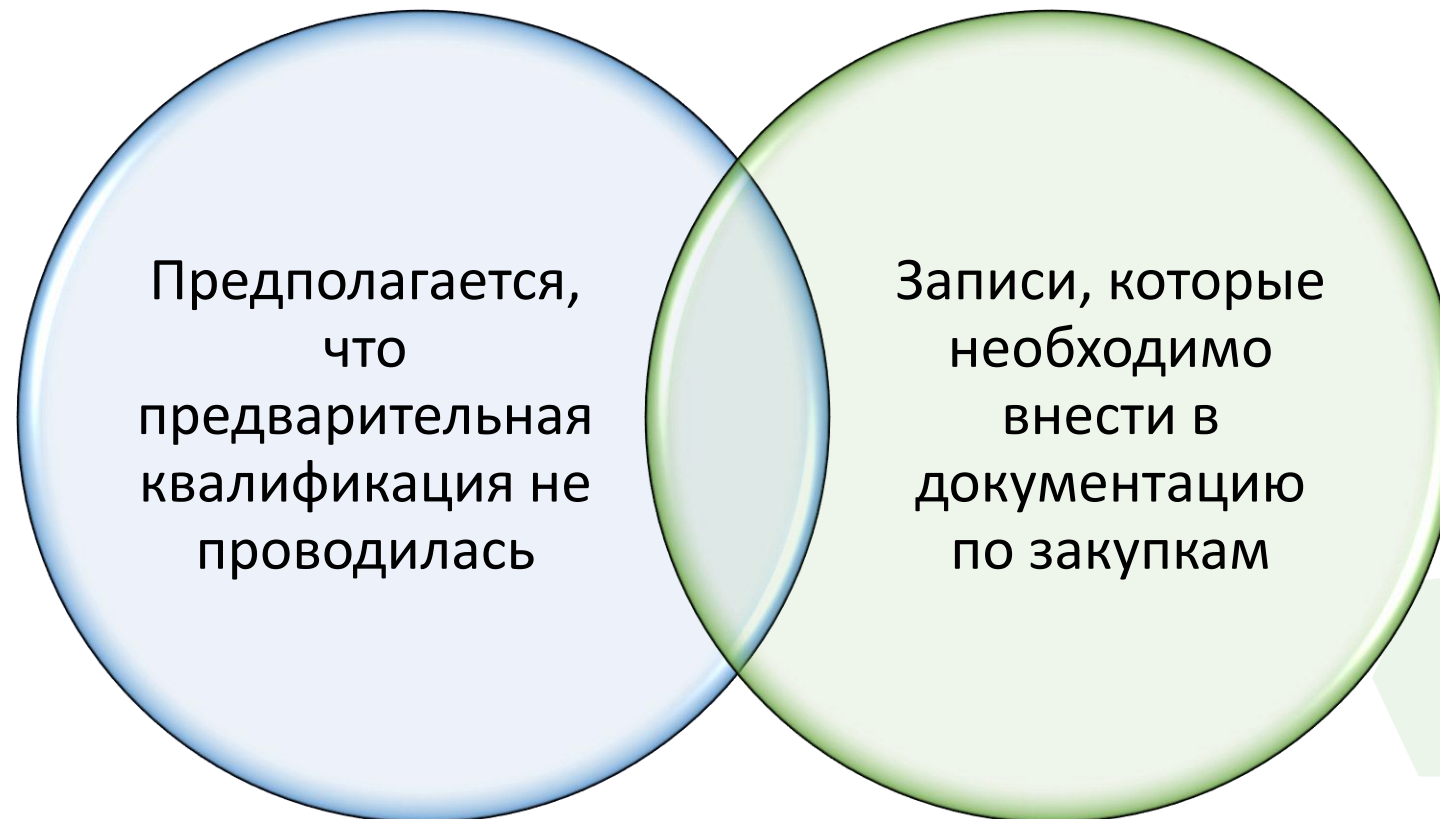 Предполагается,
что
предварительная
квалификация не
проводилась
Записи, которые
необходимо
внести в
документацию
по закупкам